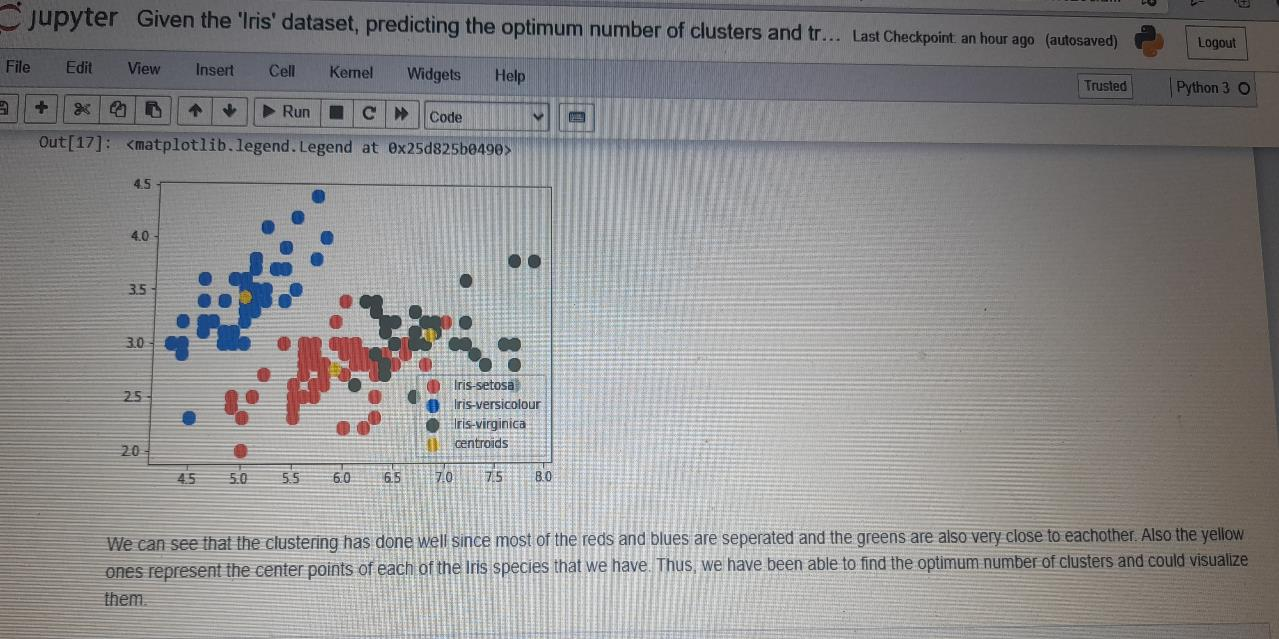 jupyter Given the 'Iris' dataset, predicting the optimum number of clusters and tr... Last Checkpoint: an hour ago (autosaved) Logout
File Edit View Insert Cell Kernel Widgets Help Trusted Python 3
Run Code
Out[17]: <matplotlib.legend.Legend at 0x25d825b0490>
4.5
4.0
3.5
3.0
2.5
2.0
Iris-setosa
Iris-versicolour
Iris-virginica
centroids
4.5 5.0 5.5 6.0 6.5 7.0 7.5 8.0
We can see that the clustering has done well since most of the reds and blues are seperated and the greens are also very close to eachother. Also the yellow
ones represent the center points of each of the Iris species that we have. Thus, we have been able to find the optimum number of clusters and could visualize
them.